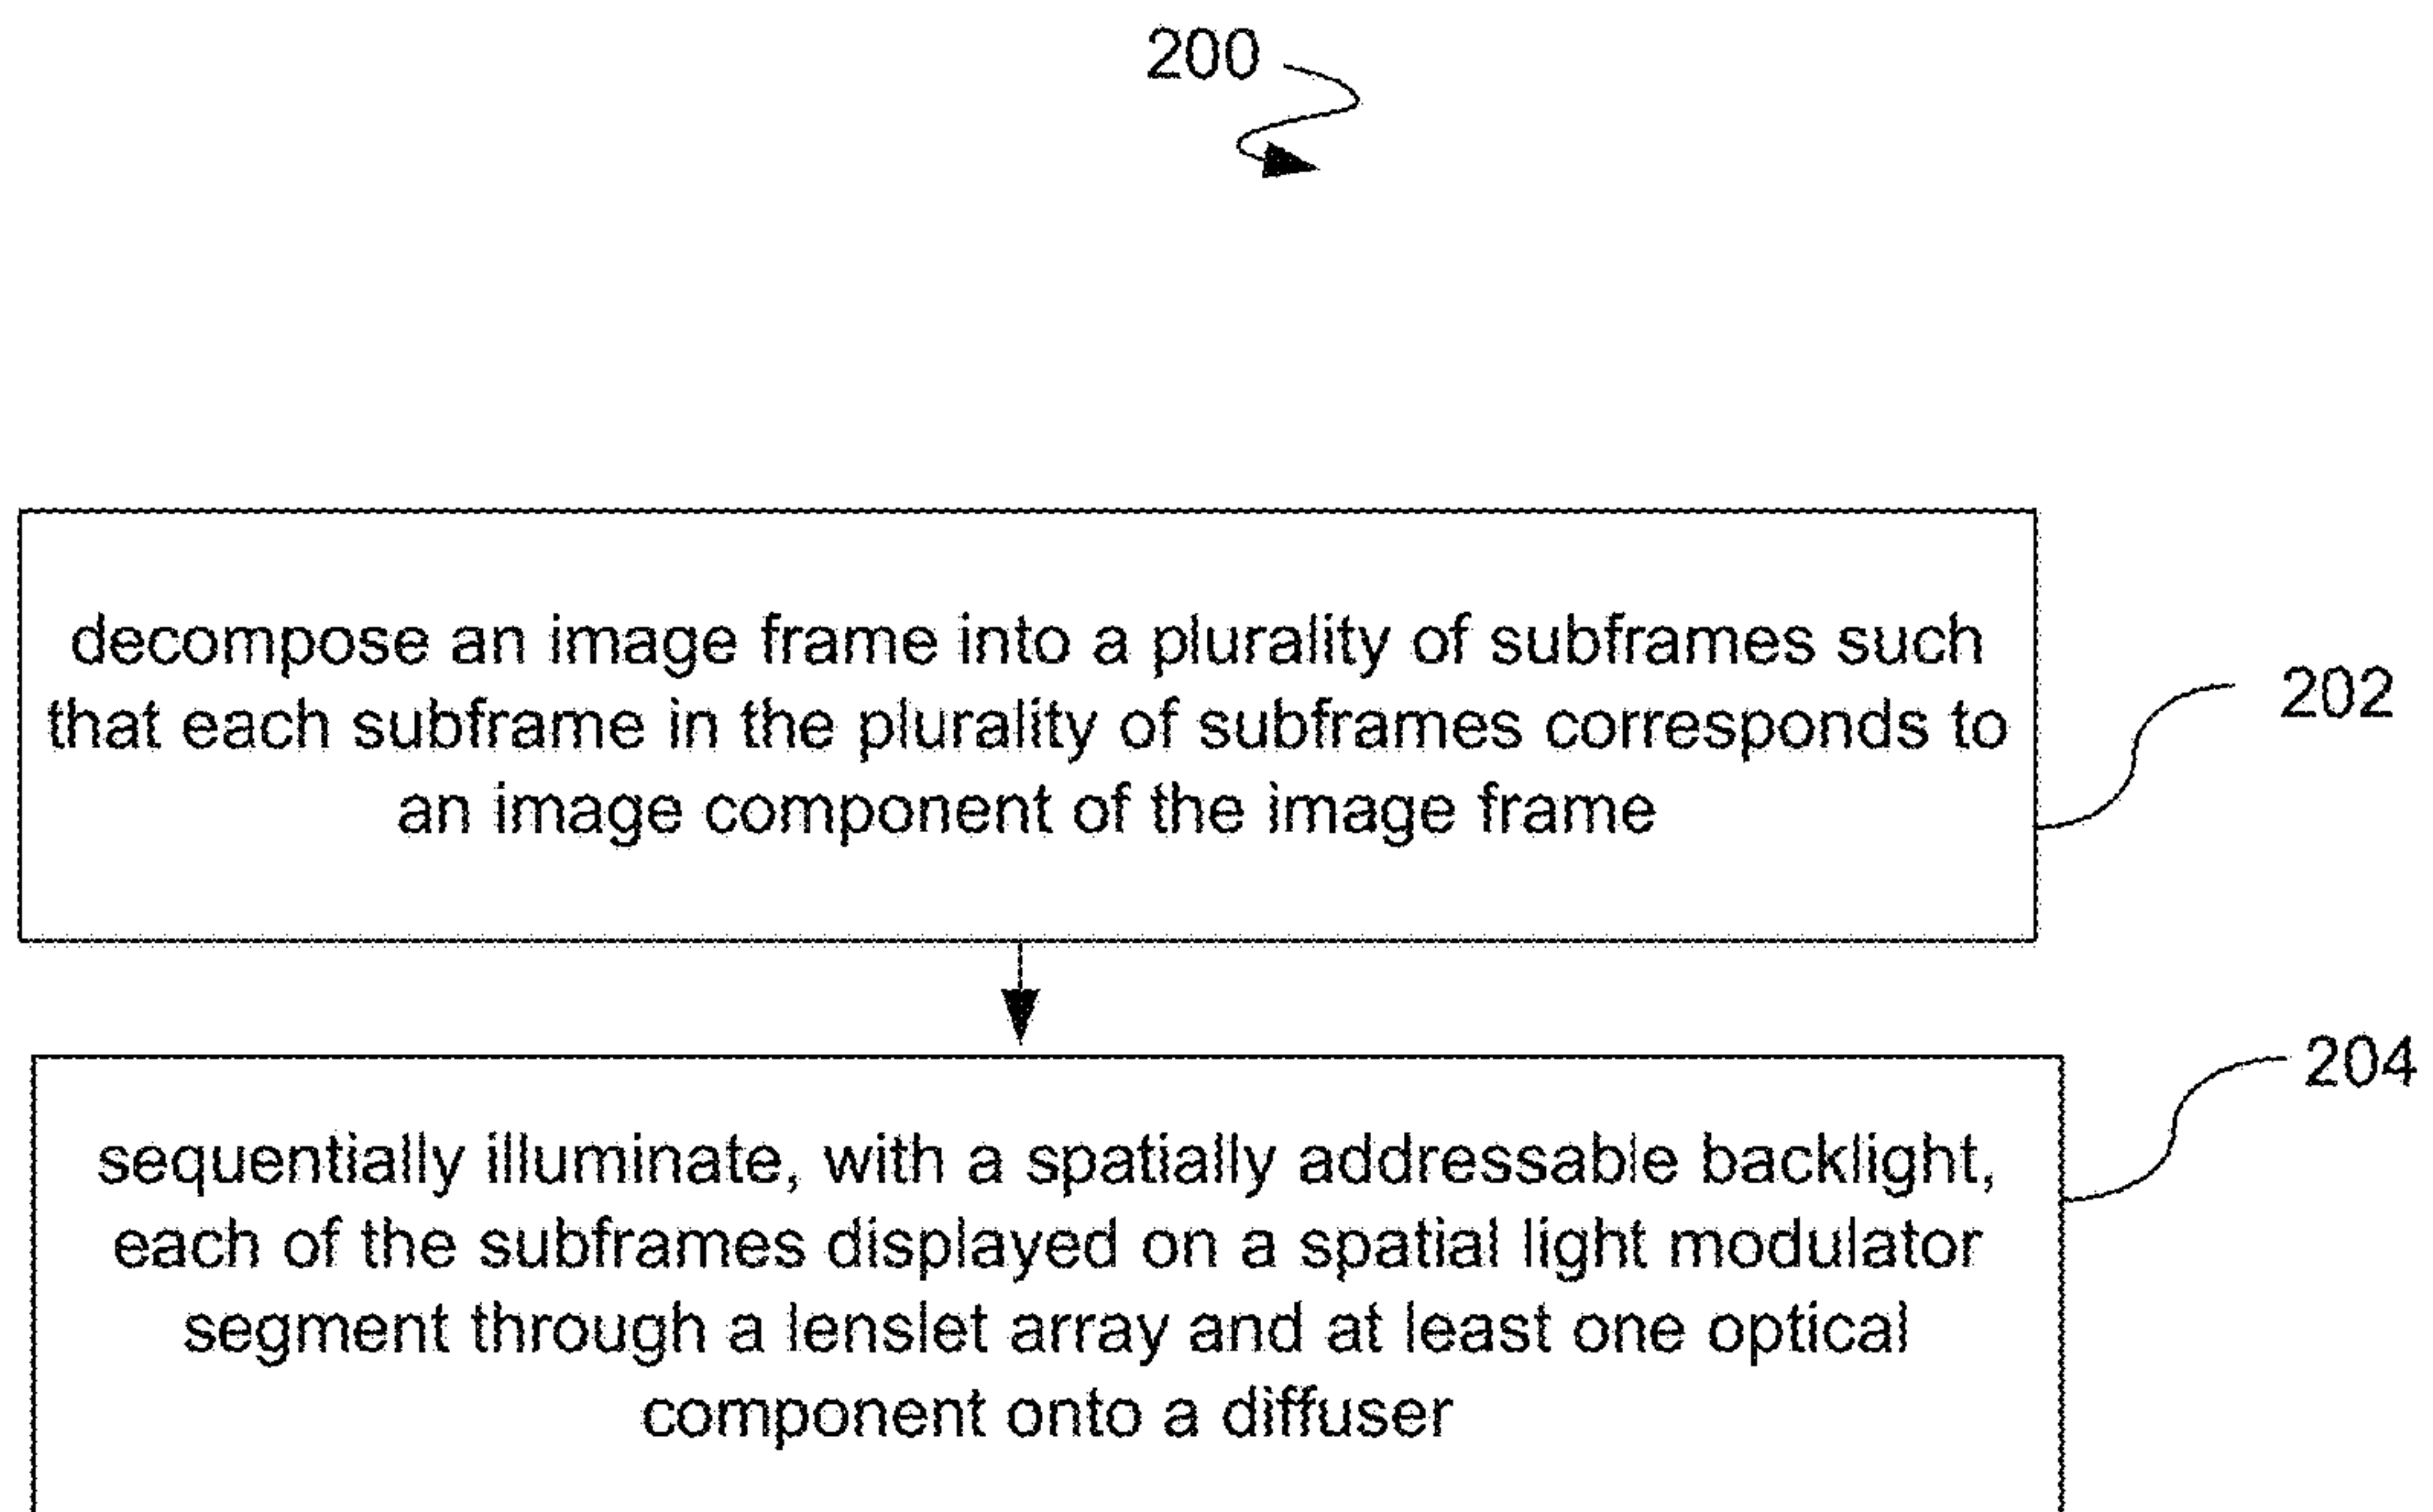 200
decompose an image frame into a plurality of subframes such
that each subframe in the plurality of subframes corresponds to
an image component of the image frame
202
204
sequentially illuminate, with a spatially addressable backlight,
each of the subframes displayed on a spatial light modulator
segment through a lenslet array and at least one optical
component onto a diffuser